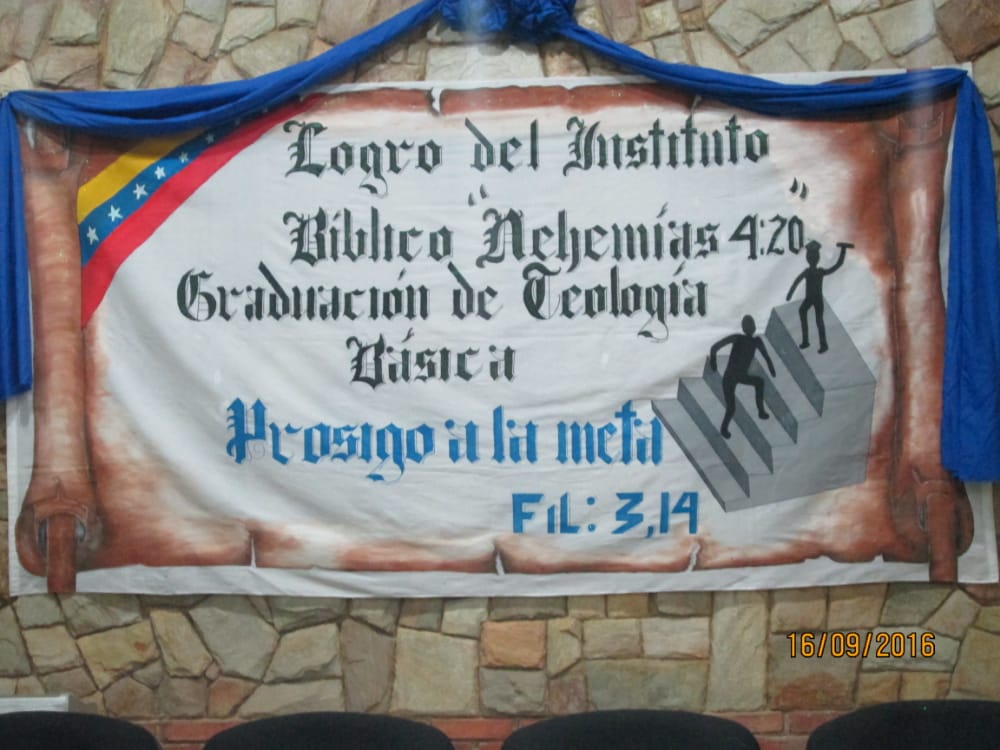 Logro del Instituto
Bíblico "Nehemías 4:20"
Graduación de Teología
Básica
Prosigo a la meta
FIL: 3,14
16/09/2016